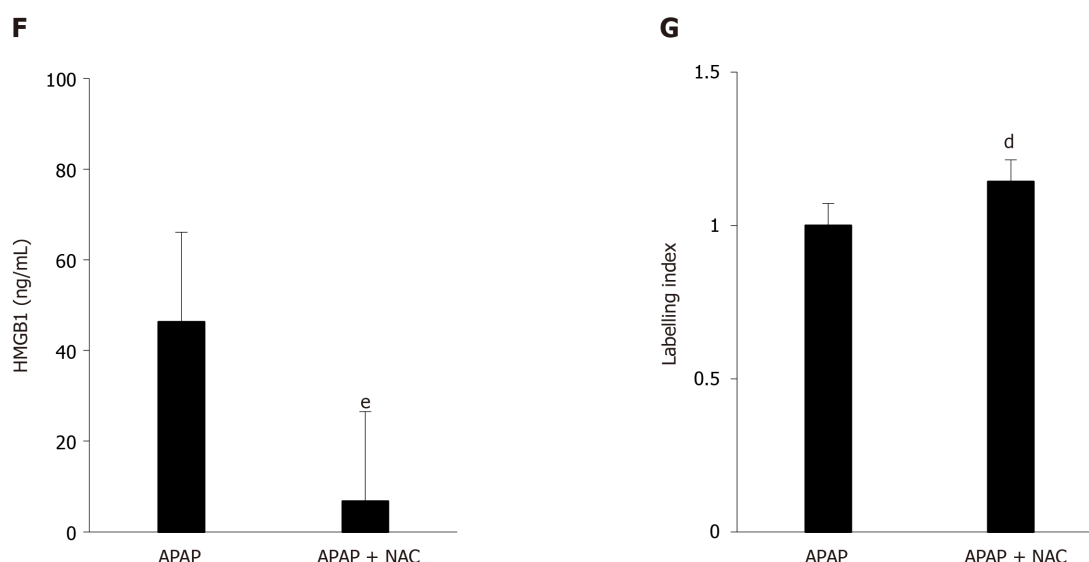 F
100
80
60
40
20
0
HMGB1 (ng/mL)
e
APAP
APAP + NAC
G
1.5
1
0.5
0
Labelling index
d
APAP
APAP + NAC